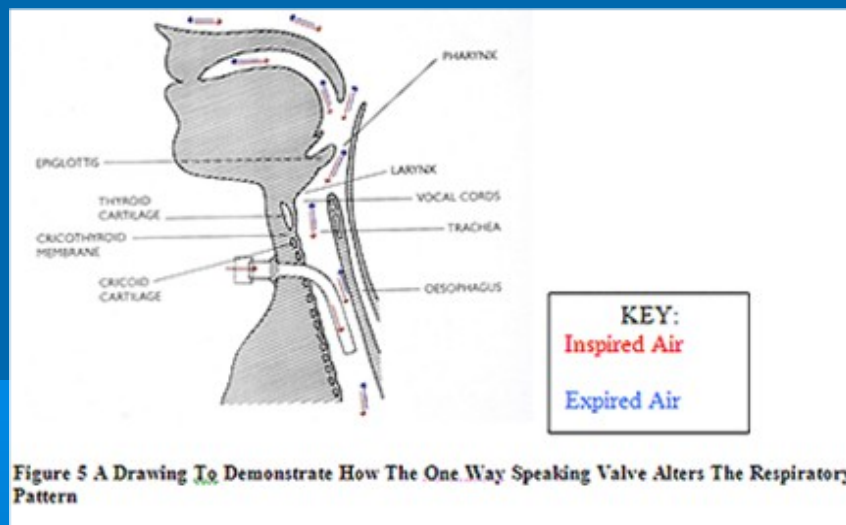 PHARYNX
EPIGLOTTIS
LARYNX
THYROID
CARTILAGE
VOCAL CORDS
CRICOTHYROID
MEMBRANE
TRACHEA
CRICOID
CARTILAGE
OESOPHAGUS
KEY:
Inspired Air
Expired Air
Figure 5 A Drawing To Demonstrate How The One Way Speaking Valve Alters The Respiratory
Pattern